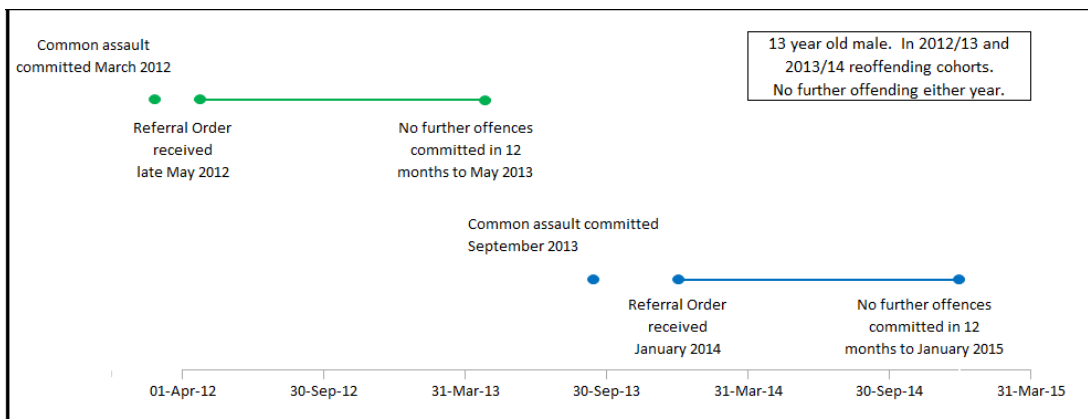 Common assault
committed March 2012
13 year old male.  In 2012/13 and
2013/14 reoffending cohorts.
No further offending either year.
Referral Order
received
late May 2012
No further offences
committed in 12
months to May 2013
Common assault committed
September 2013
Referral Order
received
January 2014
No further offences
committed in 12
months to January 2015
01-Apr-12
30-Sep-12
31-Mar-13
30-Sep-13
31-Mar-14
30-Sep-14
31-Mar-15